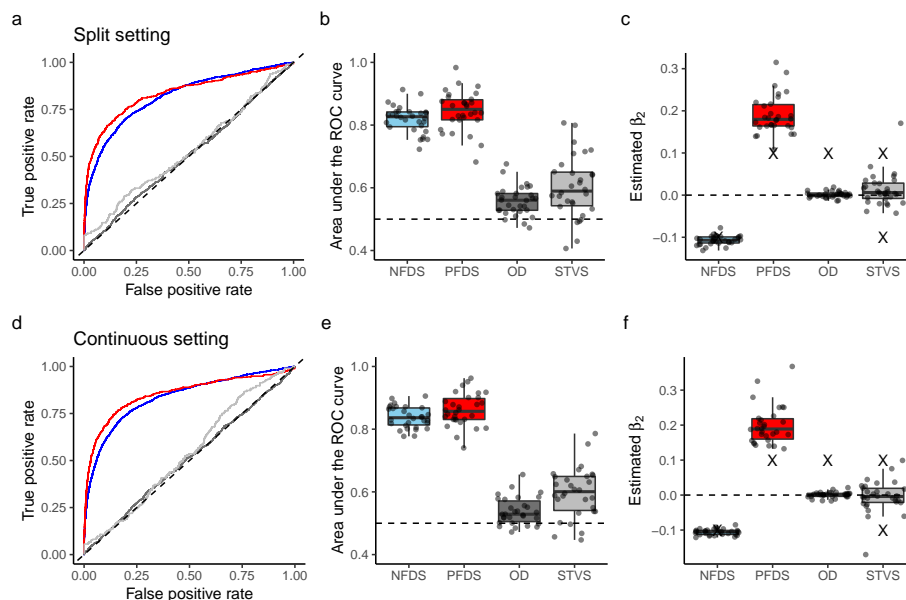 a
Split setting
1.00
0.75
0.50
0.25
0.00
True positive rate
0.00 0.25 0.50 0.75 1.00
False positive rate
b
0.8
0.6
0.4
Area under the ROC curve
NFDS PFDS OD STVS
c
0.3
0.2
0.1
0.0
−0.1
Estimated β2
X X X
X X
NFDS PFDS OD STVS
d
Continuous setting
1.00
0.75
0.50
0.25
0.00
True positive rate
0.00 0.25 0.50 0.75 1.00
False positive rate
e
1.0
0.8
0.6
0.4
Area under the ROC curve
NFDS PFDS OD STVS
f
0.3
0.2
0.1
0.0
−0.1
Estimated β2
X X X
X X
NFDS PFDS OD STVS